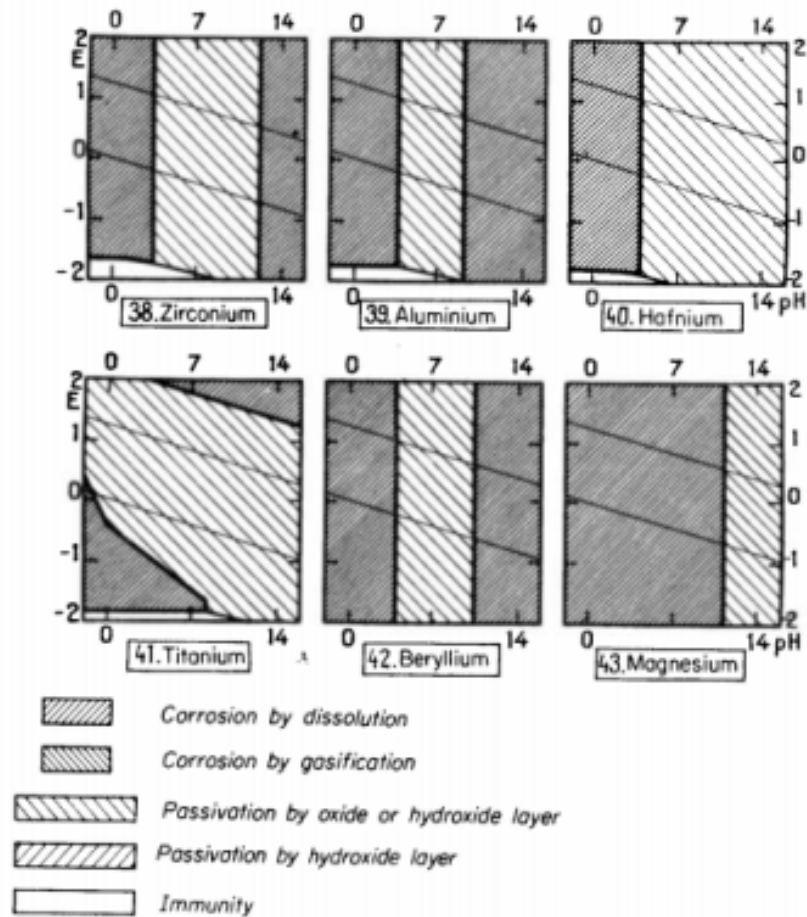 0 7 14 0 7 14 0 7 14
2 2
E
1 1
0 0
-1 -1
-2 -2
0 14 0 14 0 14 pH
38. Zirconium 39. Aluminium 40. Hafnium
0 7 14 0 7 14 0 7 14
2 2
E
1 1
0 0
-1 -1
-2 -2
0 14 0 14 0 14 pH
41. Titanium 42. Beryllium 43. Magnesium
Corrosion by dissolution
Corrosion by gasification
Passivation by oxide or hydroxide layer
Passivation by hydroxide layer
Immunity